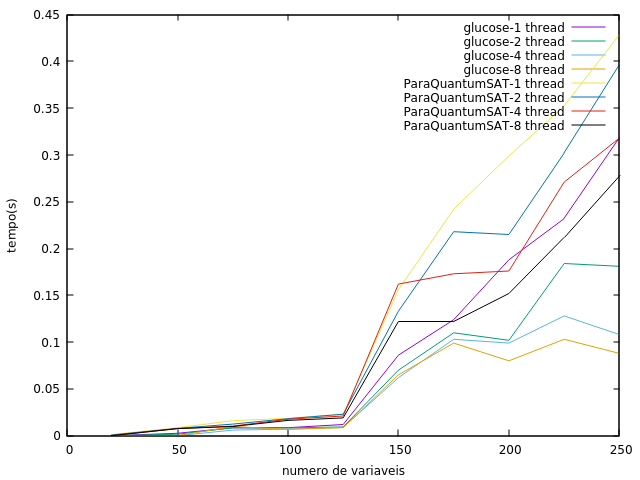 0.45
0.4
0.35
0.3
0.25
0.2
0.15
0.1
0.05
0
tempo(s)
glucose-1 thread
glucose-2 thread
glucose-4 thread
glucose-8 thread
ParaQuantumSAT-1 thread
ParaQuantumSAT-2 thread
ParaQuantumSAT-4 thread
ParaQuantumSAT-8 thread
0 50 100 150 200 250
numero de variaveis